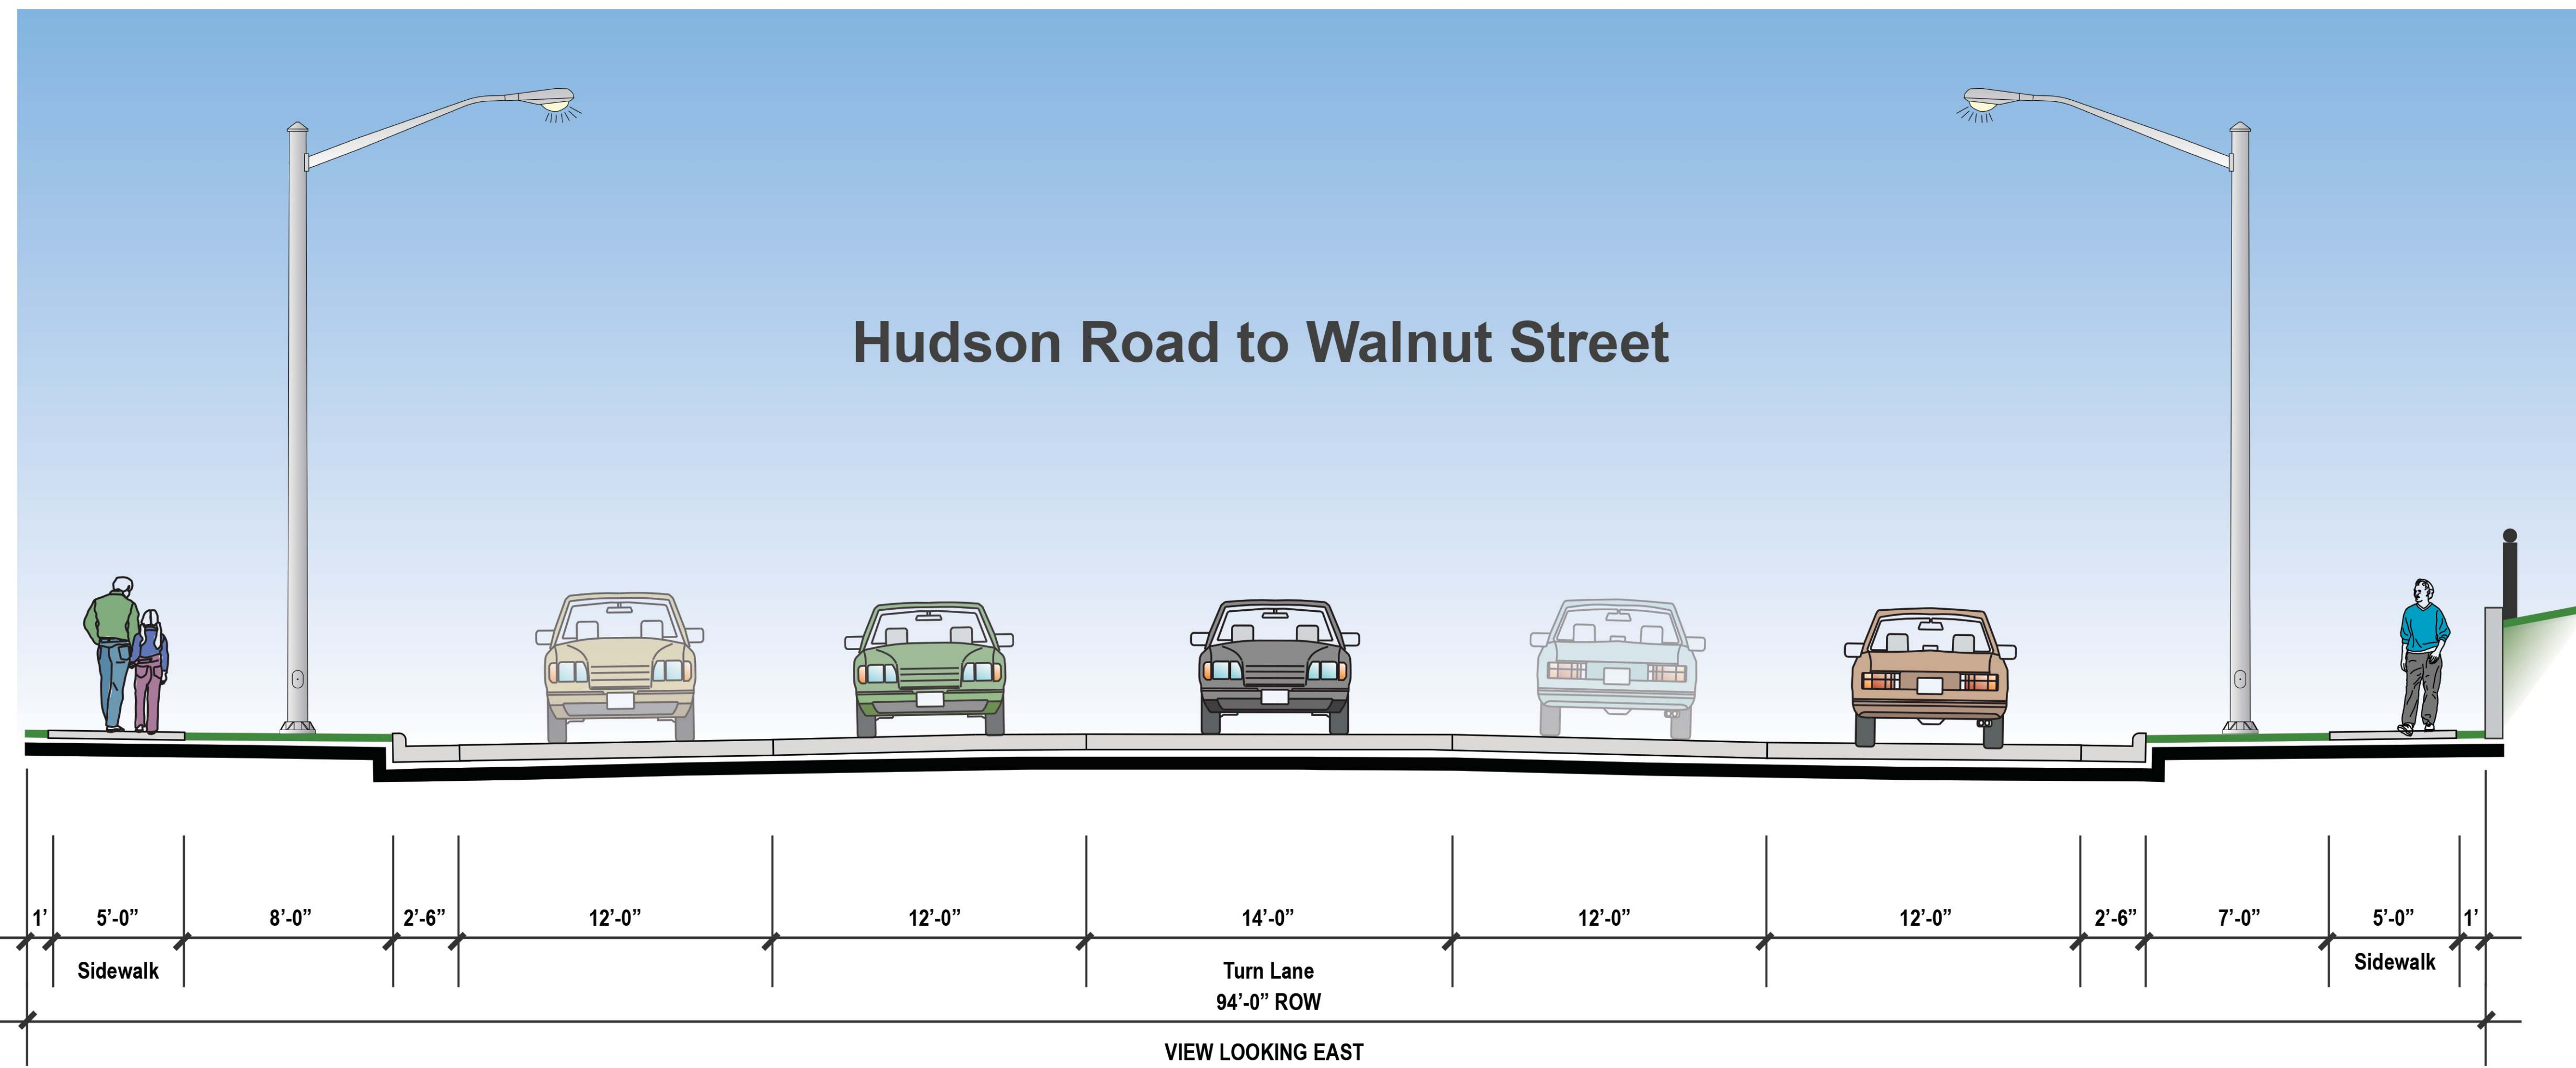 Hudson Road to Walnut Street
1’ 5’-0” 8’-0” 2’-6” 12’-0” 12’-0” 14’-0” 12’-0” 12’-0” 2’-6” 7’-0” 5’-0” 1’
Sidewalk Turn Lane Sidewalk
94’-0” ROW
VIEW LOOKING EAST